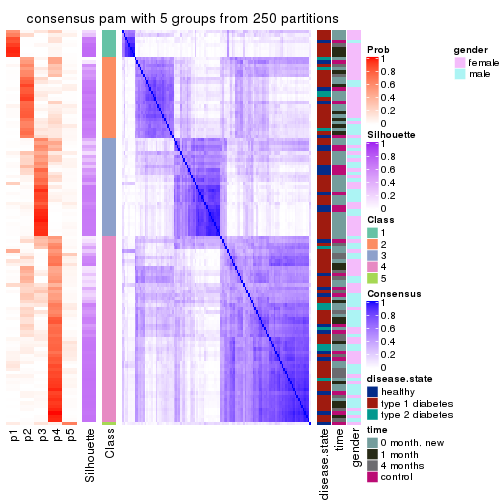 consensus pam with 5 groups from 250 partitions
Prob
1
0.8
0.6
0.4
0.2
0
Silhouette
1
0.8
0.6
0.4
0.2
0
Class
1
2
3
4
5
Consensus
1
0.8
0.6
0.4
0.2
0
disease.state
healthy
type 1 diabetes
type 2 diabetes
time
0 month. new
1 month
4 months
control
gender
female
male
p1
p2
p3
p4
p5
Silhouette
Class
disease.state
time
gender